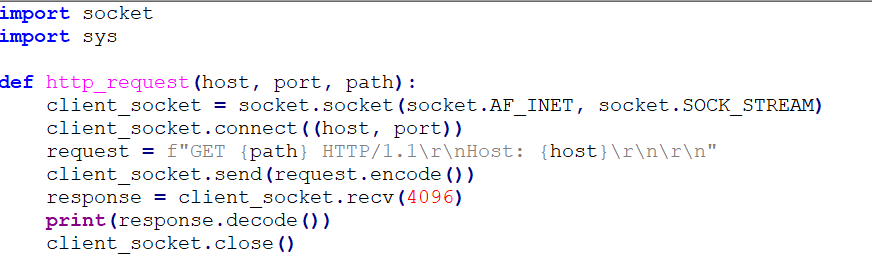 import socket
import sys
def http_request(host, port, path):
    client_socket = socket.socket(socket.AF_INET, socket.SOCK_STREAM)
    client_socket.connect((host, port))
    request = f"GET {path} HTTP/1.1\r\nHost: {host}\r\n\r\n"
    client_socket.send(request.encode())
    response = client_socket.recv(4096)
    print(response.decode())
    client_socket.close()